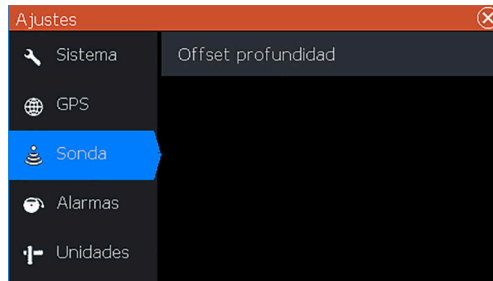 Ajustes
Sistema
Offset profundidad
GPS
Sonda
Alarmas
Unidades